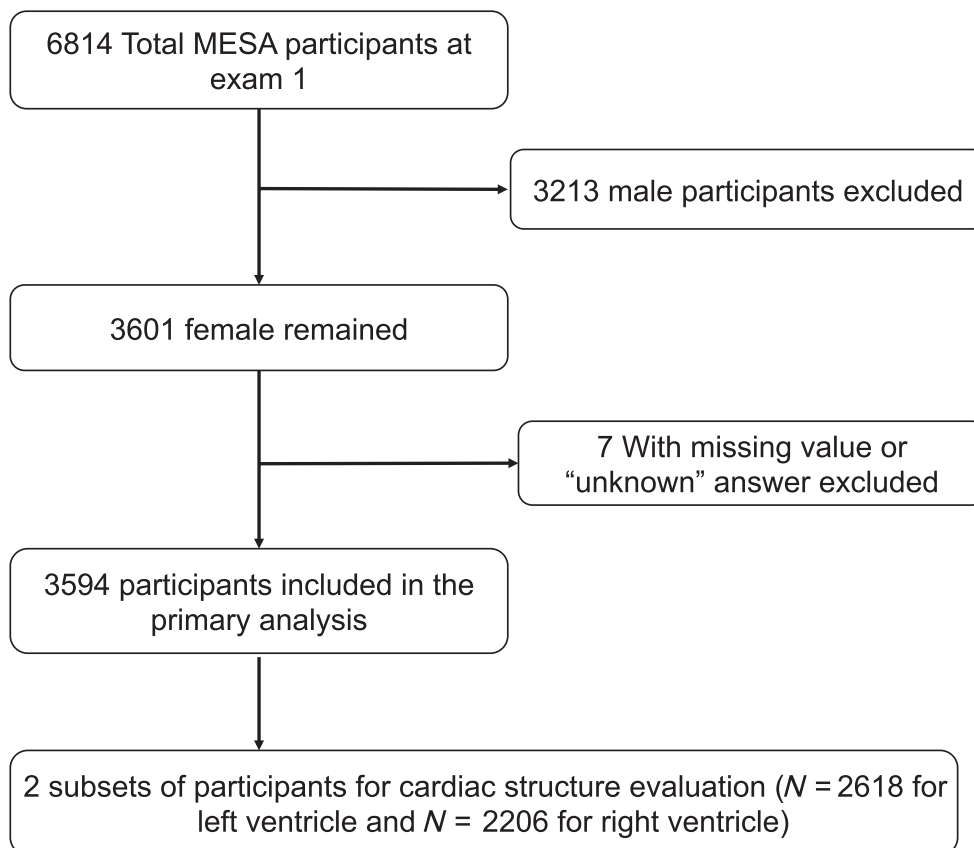 6814 Total MESA participants at
exam 1
3213 male participants excluded
3601 female remained
7 With missing value or
“unknown” answer excluded
3594 participants included in the
primary analysis
2 subsets of participants for cardiac structure evaluation (N = 2618 for
left ventricle and N = 2206 for right ventricle)